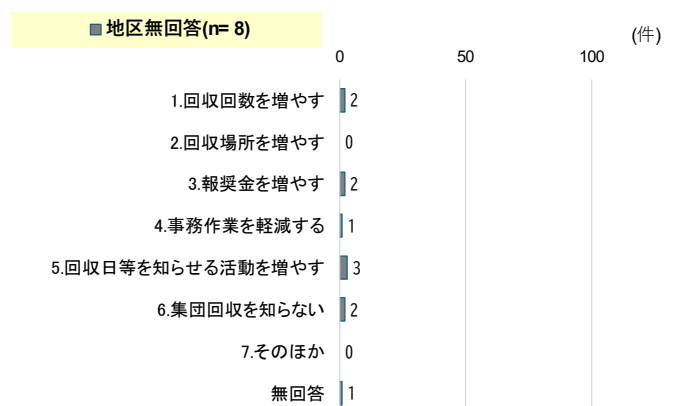 ■地区無回答(n= 8)
(件)
0 50 100
1.回収回数を増やす 2
2.回収場所を増やす 0
3.報奨金を増やす 2
4.事務作業を軽減する 1
5.回収日等を知らせる活動を増やす 3
6.集団回収を知らない 2
7.そのほか 0
無回答 1